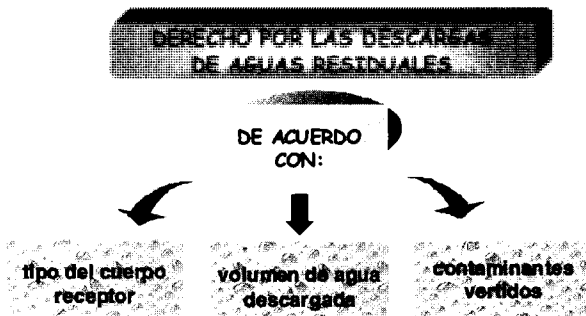 DERECHO POR LAS DESCARGAS
DE AGUAS RESIDUALES
DE ACUERDO
CON:
tipo del cuerpo
receptor
volumen de agua
descargada
contaminantes
vertidos